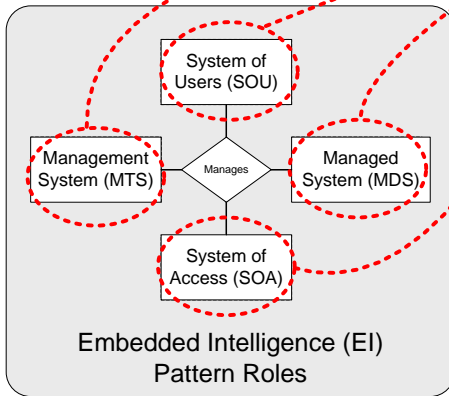 System of
Users (SOU)
Management
System (MTS)
Manages
Managed
System (MDS)
System of
Access (SOA)
Embedded Intelligence (EI)
Pattern Roles